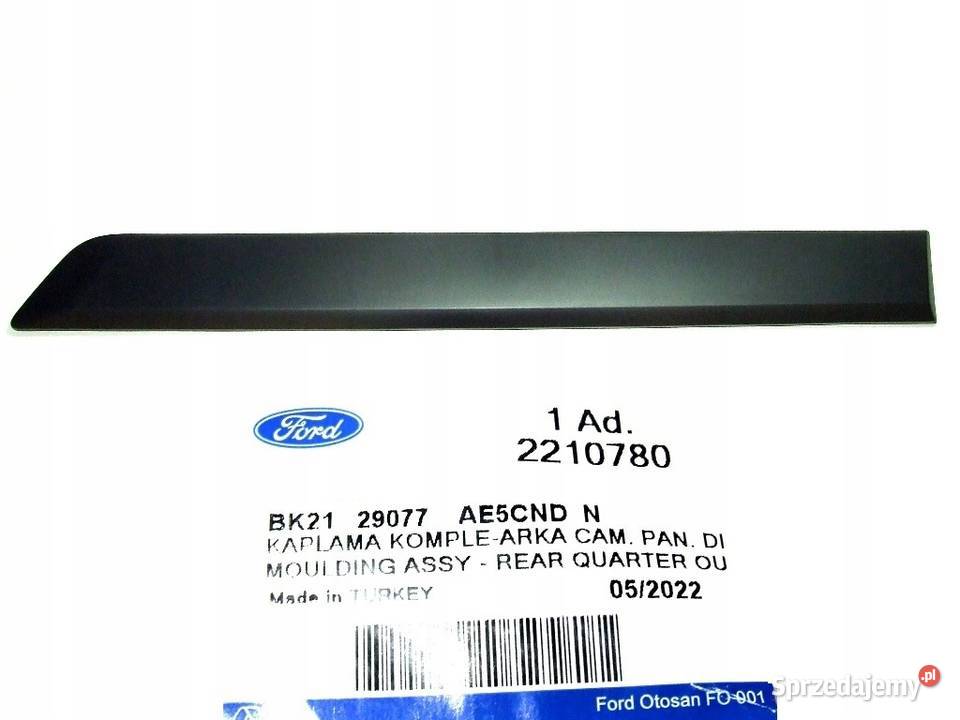 Ford
1 Ad.
2210780
BK21 29077 AE5CND N
KAPLAMA KOMPLE-ARKA CAM. PAN. DI
MOULDING ASSY - REAR QUARTER OU
Made in TURKEY
05/2022
Ford Otosan FO-001
Sprzedajemy.pl